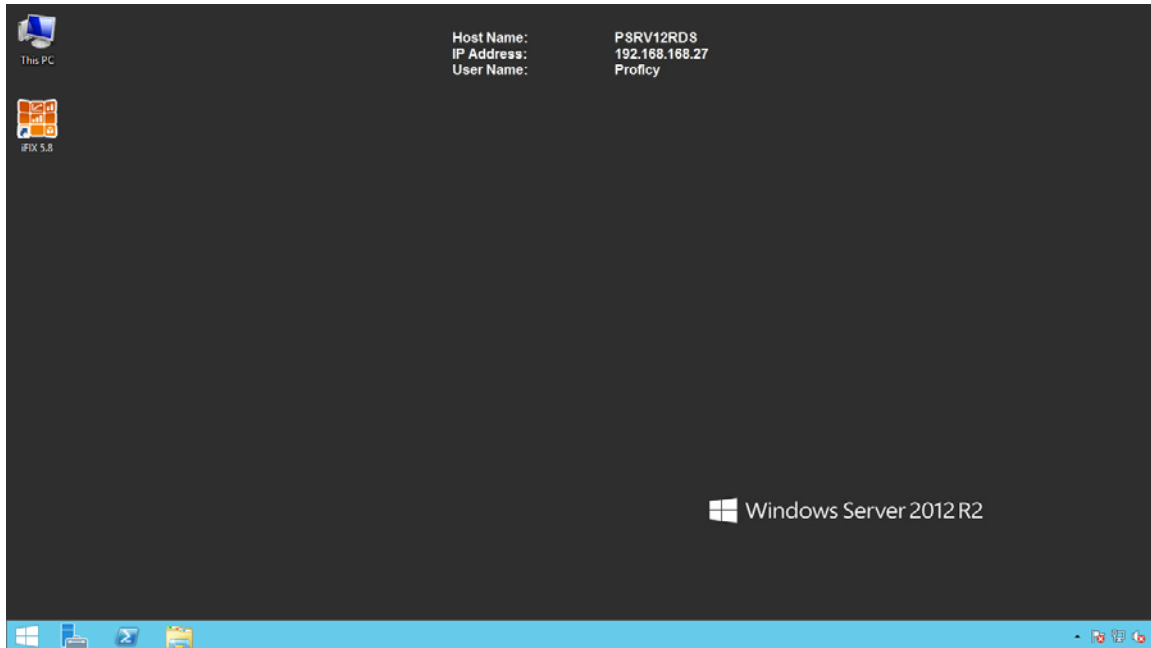 This PC
iFIX 5.8
Host Name: PSRV12RDS
IP Address: 192.168.168.27
User Name: Proficy
Windows Server 2012 R2